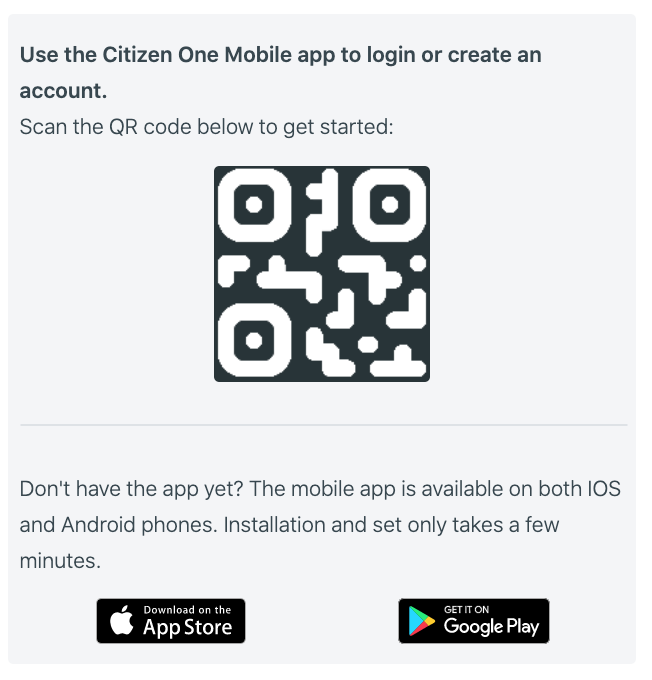 Use the Citizen One Mobile app to login or create an
account.
Scan the QR code below to get started:
Don't have the app yet? The mobile app is available on both IOS
and Android phones. Installation and set only takes a few
minutes.
Download on the
App Store
GET IT ON
Google Play